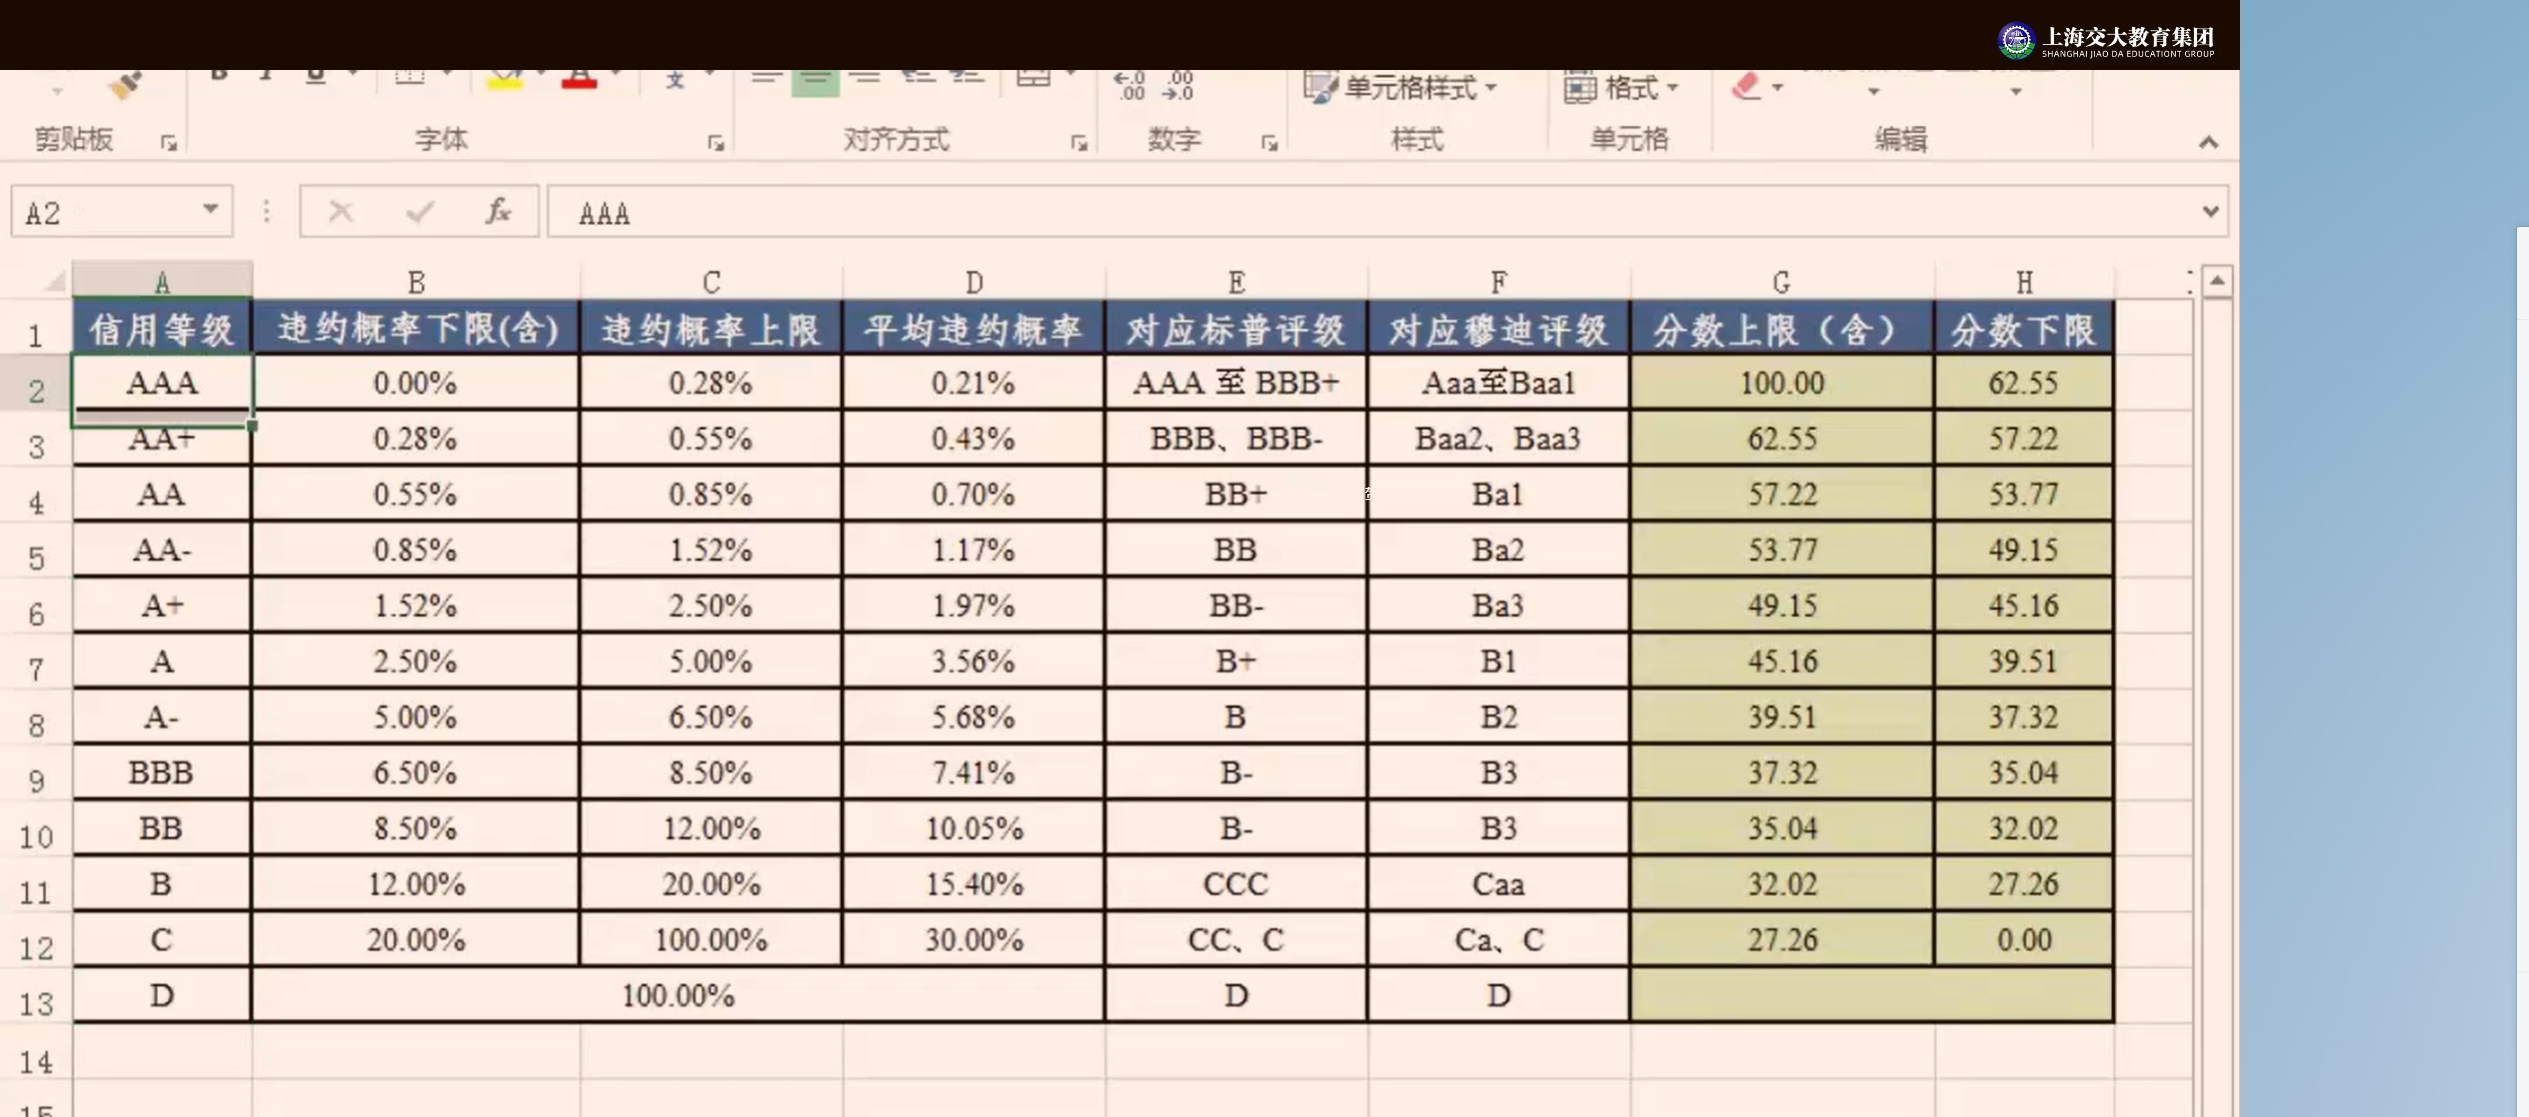 上海交大教育集团
SHANGHAI JIAO DA EDUCATIONT GROUP
单元格样式 格式
剪贴板 字体 对齐方式 数字 样式 单元格 编辑
A2 fx AAA
A B C D E F G H
1 信用等级 违约概率下限(含) 违约概率上限 平均违约概率 对应标普评级 对应穆迪评级 分数上限（含） 分数下限
2 AAA 0.00% 0.28% 0.21% AAA 至 BBB+ Aaa至Baa1 100.00 62.55
3 AA+ 0.28% 0.55% 0.43% BBB、BBB- Baa2、Baa3 62.55 57.22
4 AA 0.55% 0.85% 0.70% BB+ Ba1 57.22 53.77
5 AA- 0.85% 1.52% 1.17% BB Ba2 53.77 49.15
6 A+ 1.52% 2.50% 1.97% BB- Ba3 49.15 45.16
7 A 2.50% 5.00% 3.56% B+ B1 45.16 39.51
8 A- 5.00% 6.50% 5.68% B B2 39.51 37.32
9 BBB 6.50% 8.50% 7.41% B- B3 37.32 35.04
10 BB 8.50% 12.00% 10.05% B- B3 35.04 32.02
11 B 12.00% 20.00% 15.40% CCC Caa 32.02 27.26
12 C 20.00% 100.00% 30.00% CC、C Ca、C 27.26 0.00
13 D 100.00% D D
14
15